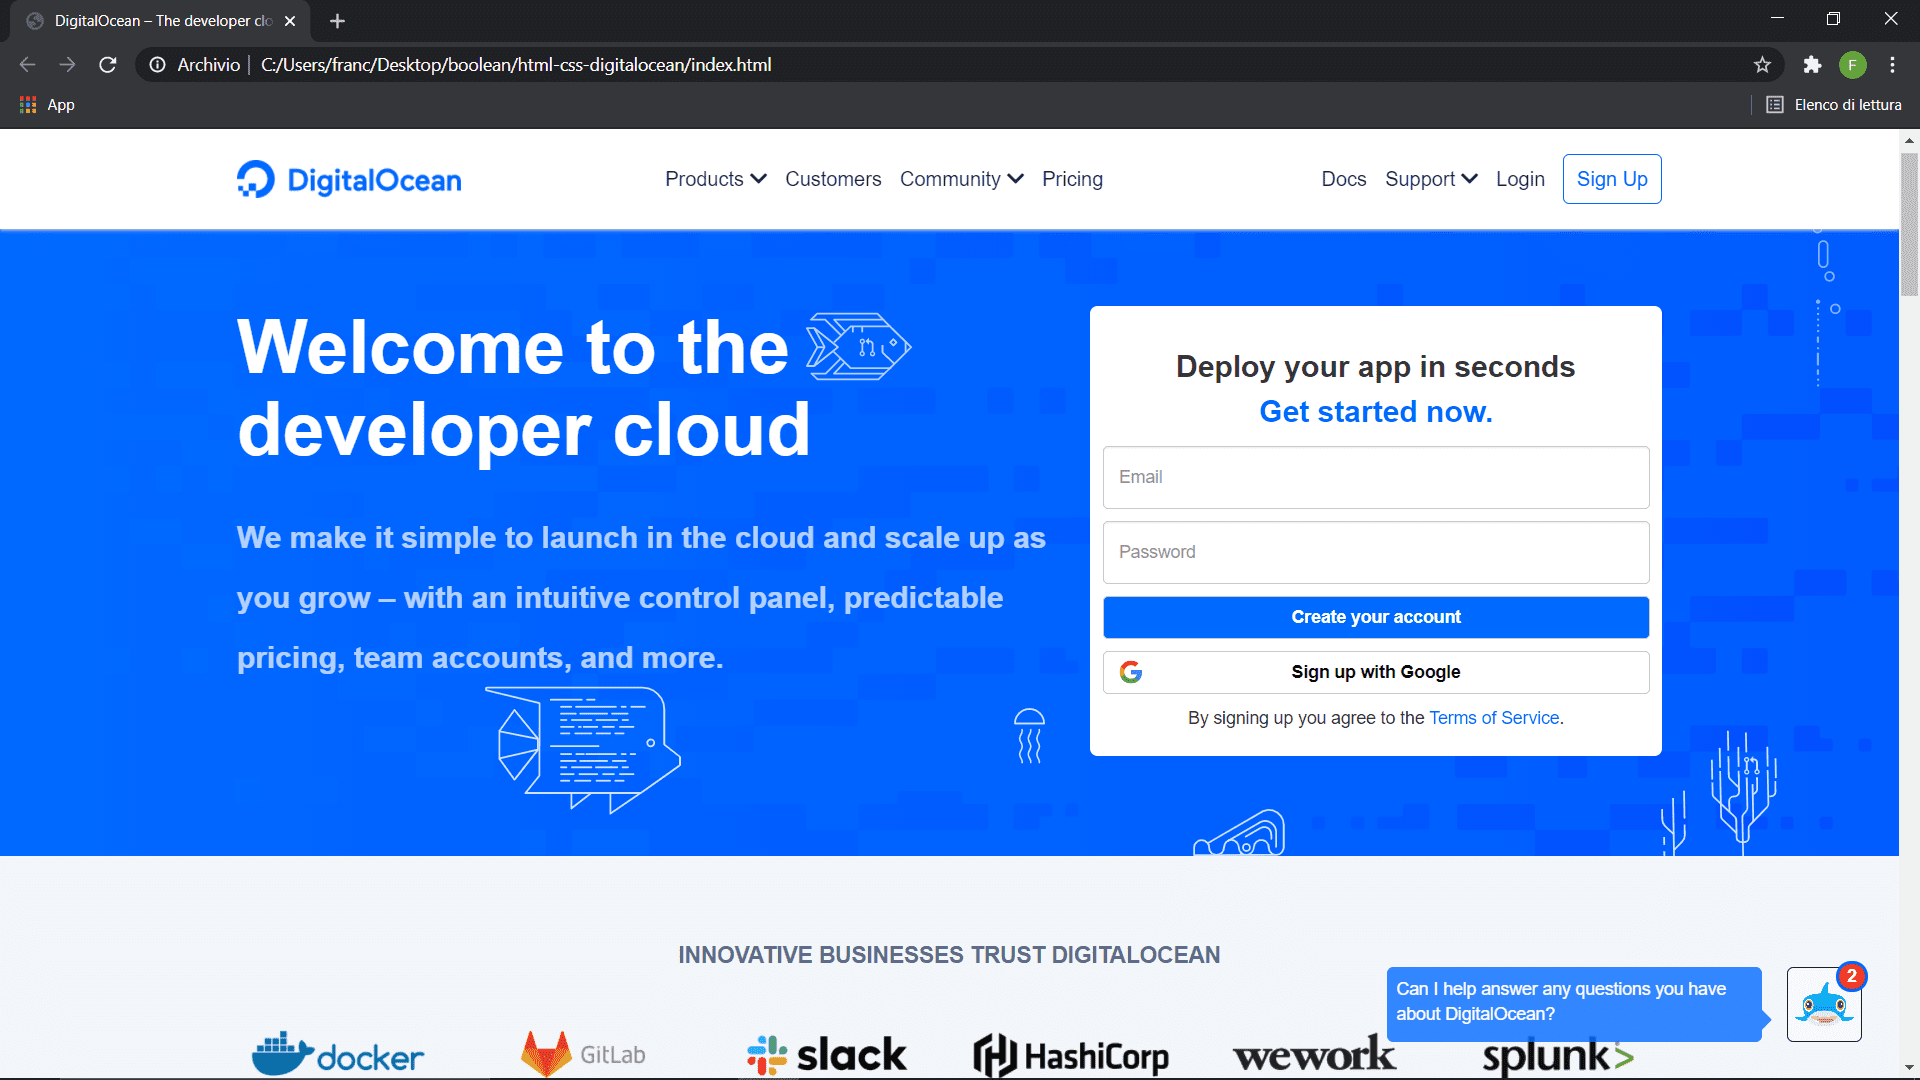 DigitalOcean – The developer clo
Archivio C:/Users/franc/Desktop/boolean/html-css-digitalocean/index.html
F
App
Elenco di lettura
DigitalOcean
Products Customers Community Pricing
Docs Support Login Sign Up
Welcome to the
developer cloud
We make it simple to launch in the cloud and scale up as
you grow – with an intuitive control panel, predictable
pricing, team accounts, and more.
Deploy your app in seconds
Get started now.
Email
Password
Create your account
Sign up with Google
By signing up you agree to the Terms of Service.
INNOVATIVE BUSINESSES TRUST DIGITALOCEAN
Can I help answer any questions you have
about DigitalOcean?
2
docker GitLab slack HashiCorp wework splunk>